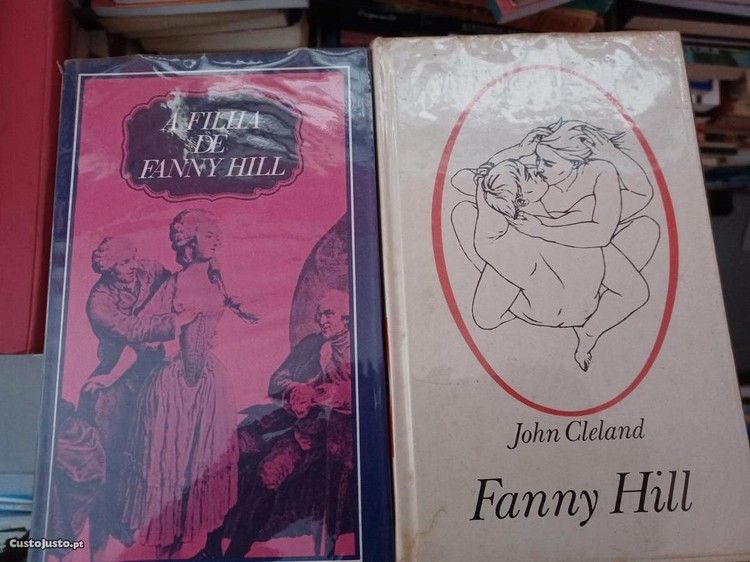 A FILHA
DE
FANNY HILL
John Cleland
Fanny Hill
CustoJusto.pt